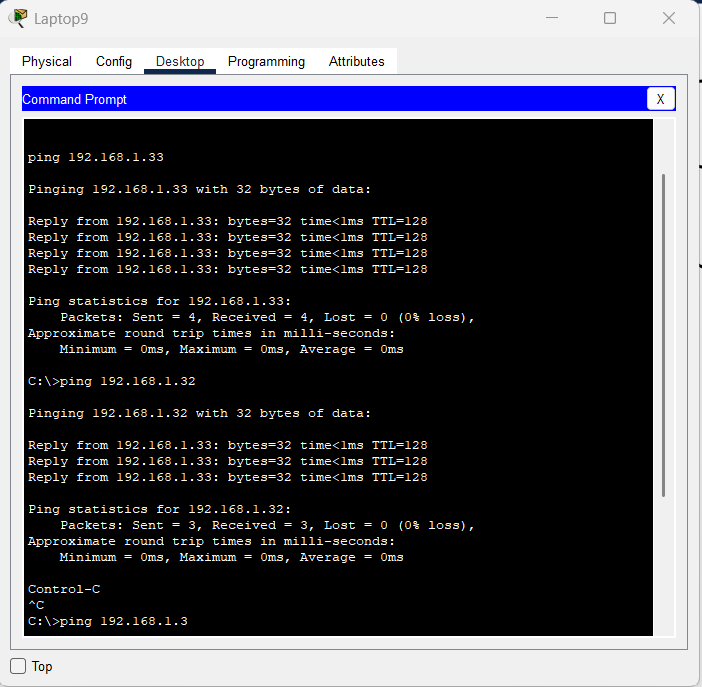 Laptop9
Physical Config Desktop Programming Attributes
Command Prompt X
ping 192.168.1.33
Pinging 192.168.1.33 with 32 bytes of data:
Reply from 192.168.1.33: bytes=32 time<1ms TTL=128
Reply from 192.168.1.33: bytes=32 time<1ms TTL=128
Reply from 192.168.1.33: bytes=32 time<1ms TTL=128
Reply from 192.168.1.33: bytes=32 time<1ms TTL=128
Ping statistics for 192.168.1.33:
Packets: Sent = 4, Received = 4, Lost = 0 (0% loss),
Approximate round trip times in milli-seconds:
Minimum = 0ms, Maximum = 0ms, Average = 0ms
C:\>ping 192.168.1.32
Pinging 192.168.1.32 with 32 bytes of data:
Reply from 192.168.1.33: bytes=32 time<1ms TTL=128
Reply from 192.168.1.33: bytes=32 time<1ms TTL=128
Reply from 192.168.1.33: bytes=32 time<1ms TTL=128
Ping statistics for 192.168.1.32:
Packets: Sent = 3, Received = 3, Lost = 0 (0% loss),
Approximate round trip times in milli-seconds:
Minimum = 0ms, Maximum = 0ms, Average = 0ms
Control-C
^C
C:\>ping 192.168.1.3
Top